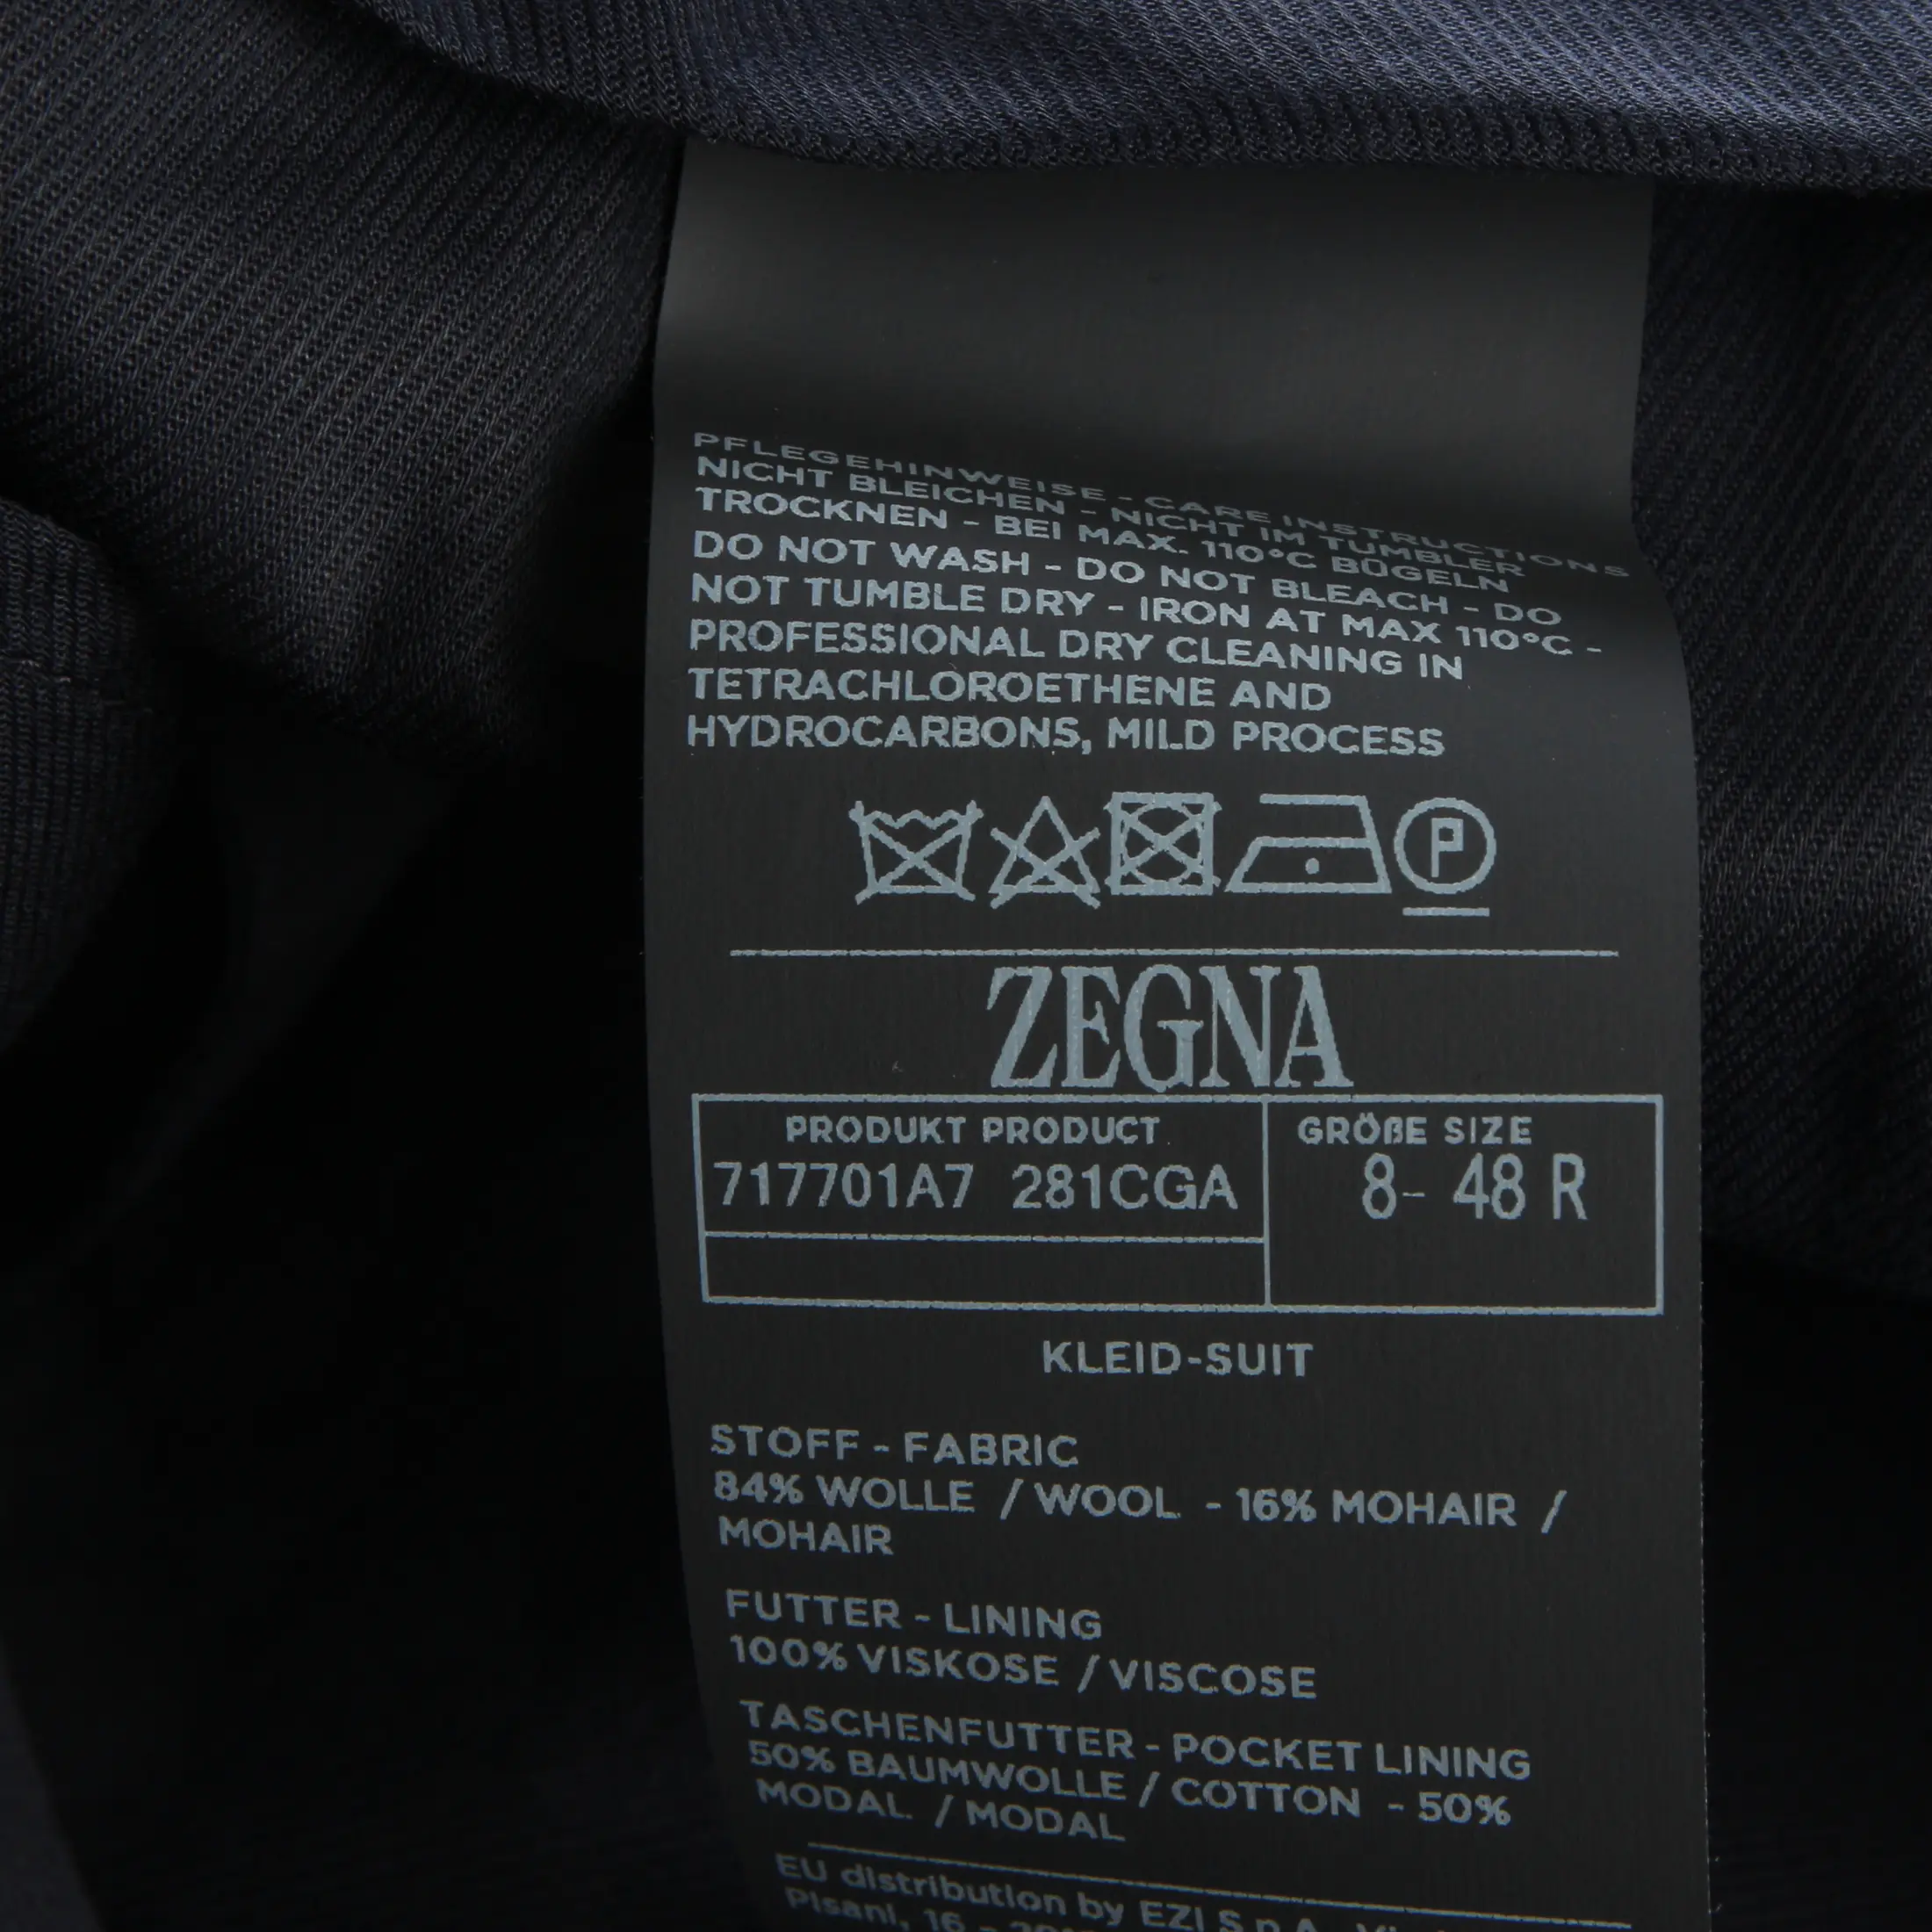 PFLEGEHINWEISE - CARE INSTRUCTIONS
NICHT BLEICHEN - NICHT IM TUMBLER
TROCKNEN - BEI MAX. 110°C BÜGELN
DO NOT WASH - DO NOT BLEACH - DO
NOT TUMBLE DRY - IRON AT MAX 110°C -
PROFESSIONAL DRY CLEANING IN
TETRACHLOROETHENE AND
HYDROCARBONS, MILD PROCESS
P
ZEGNA
PRODUKT PRODUCT GRÖßE SIZE
717701A7 281CGA 8- 48 R
KLEID-SUIT
STOFF - FABRIC
84% WOLLE / WOOL - 16% MOHAIR /
MOHAIR
FUTTER - LINING
100% VISKOSE / VISCOSE
TASCHENFUTTER - POCKET LINING
50% BAUMWOLLE / COTTON - 50%
MODAL / MODAL
EU distribution by EZI S.p.A.
Pisani, 16 -